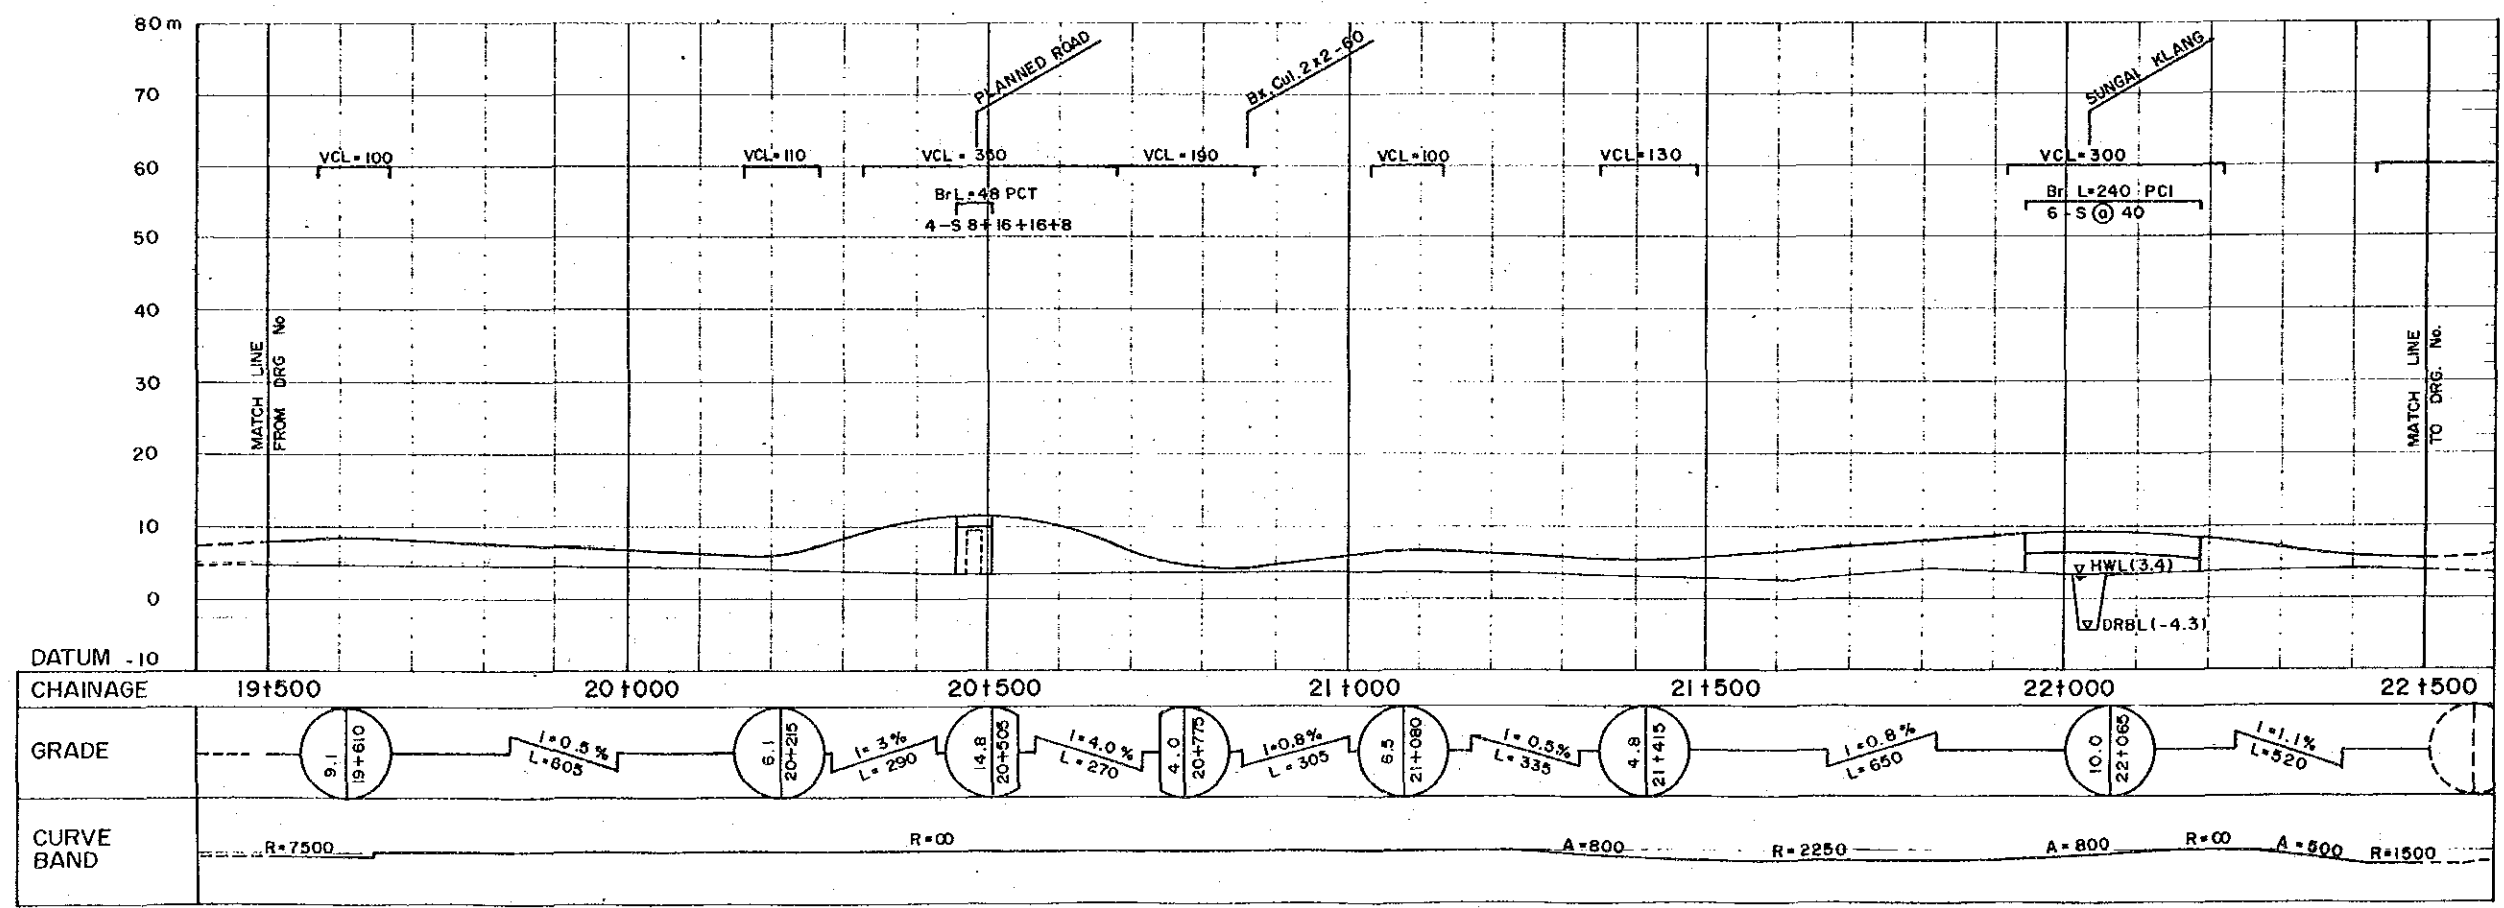 80 m
70
60
50
40
30
20
10
0
DATUM -10
PLANNED ROAD
Bx. Cul. 2x2-60
SUNGAI KLANG
VCL=100
VCL=110
VCL=350
VCL=190
VCL=100
VCL=130
VCL=300
Br L=48 PCT
4-S 8+16+16+8
Br L=240 PCI
6-S @ 40
MATCH LINE
FROM DRG No
MATCH LINE
TO DRG. No.
HWL(3.4)
DRBL(-4.3)
CHAINAGE 19+500 20+000 20+500 21+000 21+500 22+000 22+500
GRADE
9.1
19+610
I=0.5%
L=605
6.1
20+215
I=3%
L=290
14.8
20+505
I=4.0%
L=270
4.0
20+775
I=0.8%
L=305
6.5
21+080
I=0.5%
L=335
4.8
21+415
I=0.8%
L=650
10.0
22+065
I=1.1%
L=520
CURVE
BAND
R=7500
R=∞
A=800
R=2250
A=800
R=∞
A=500
R=1500